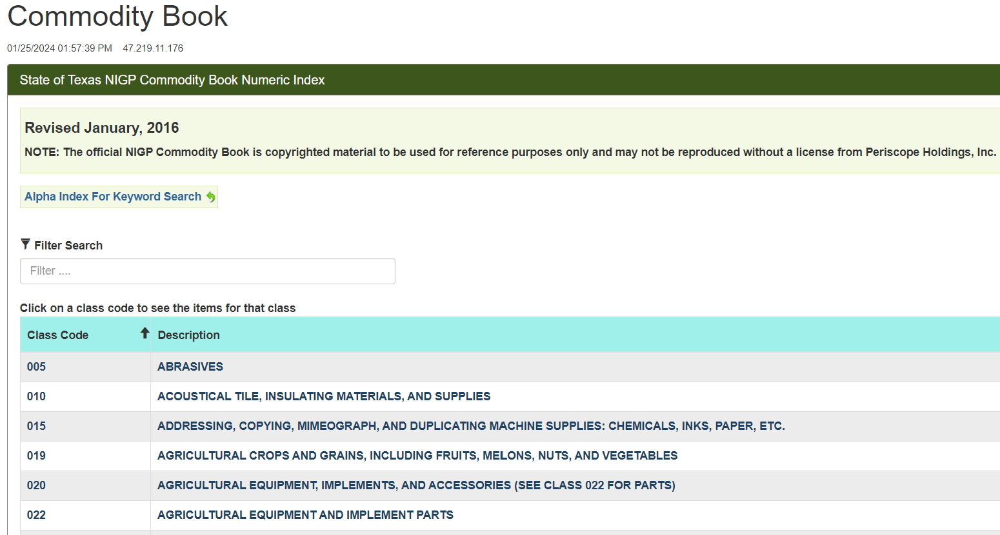 Commodity Book
01/25/2024 01:57:39 PM 47.219.11.176
State of Texas NIGP Commodity Book Numeric Index
Revised January, 2016
NOTE: The official NIGP Commodity Book is copyrighted material to be used for reference purposes only and may not be reproduced without a license from Periscope Holdings, Inc.
Alpha Index For Keyword Search
Filter Search
Filter ....
Click on a class code to see the items for that class
Class Code Description
005 ABRASIVES
010 ACOUSTICAL TILE, INSULATING MATERIALS, AND SUPPLIES
015 ADDRESSING, COPYING, MIMEOGRAPH, AND DUPLICATING MACHINE SUPPLIES: CHEMICALS, INKS, PAPER, ETC.
019 AGRICULTURAL CROPS AND GRAINS, INCLUDING FRUITS, MELONS, NUTS, AND VEGETABLES
020 AGRICULTURAL EQUIPMENT, IMPLEMENTS, AND ACCESSORIES (SEE CLASS 022 FOR PARTS)
022 AGRICULTURAL EQUIPMENT AND IMPLEMENT PARTS